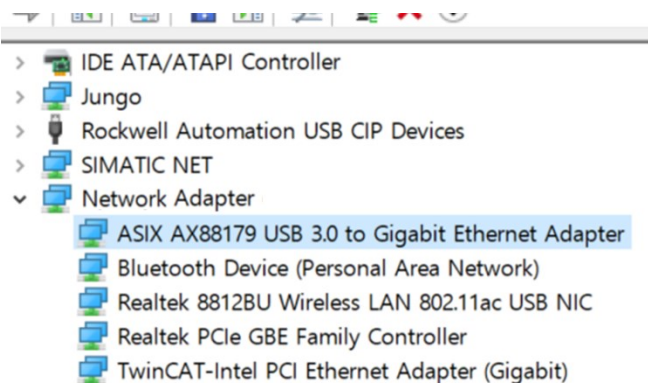 IDE ATA/ATAPI Controller
Jungo
Rockwell Automation USB CIP Devices
SIMATIC NET
Network Adapter
ASIX AX88179 USB 3.0 to Gigabit Ethernet Adapter
Bluetooth Device (Personal Area Network)
Realtek 8812BU Wireless LAN 802.11ac USB NIC
Realtek PCIe GBE Family Controller
TwinCAT-Intel PCI Ethernet Adapter (Gigabit)